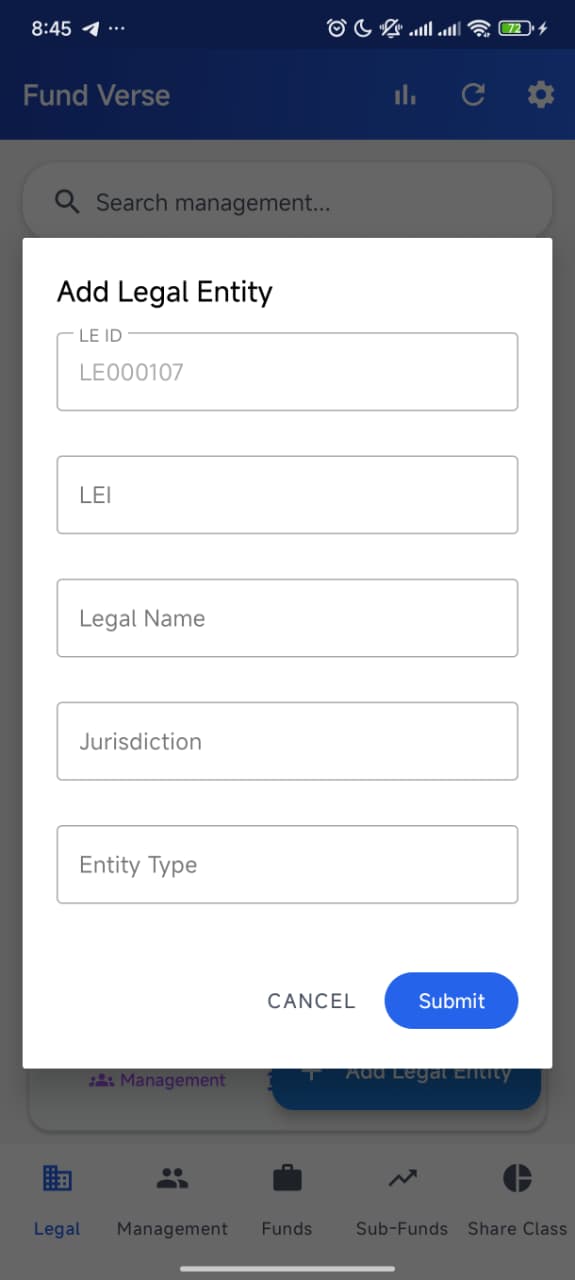 8:45
72
Fund Verse
Search management...
Add Legal Entity
LE ID
LE000107
LEI
Legal Name
Jurisdiction
Entity Type
CANCEL
Submit
Management
Add Legal Entity
Legal
Management
Funds
Sub-Funds
Share Class